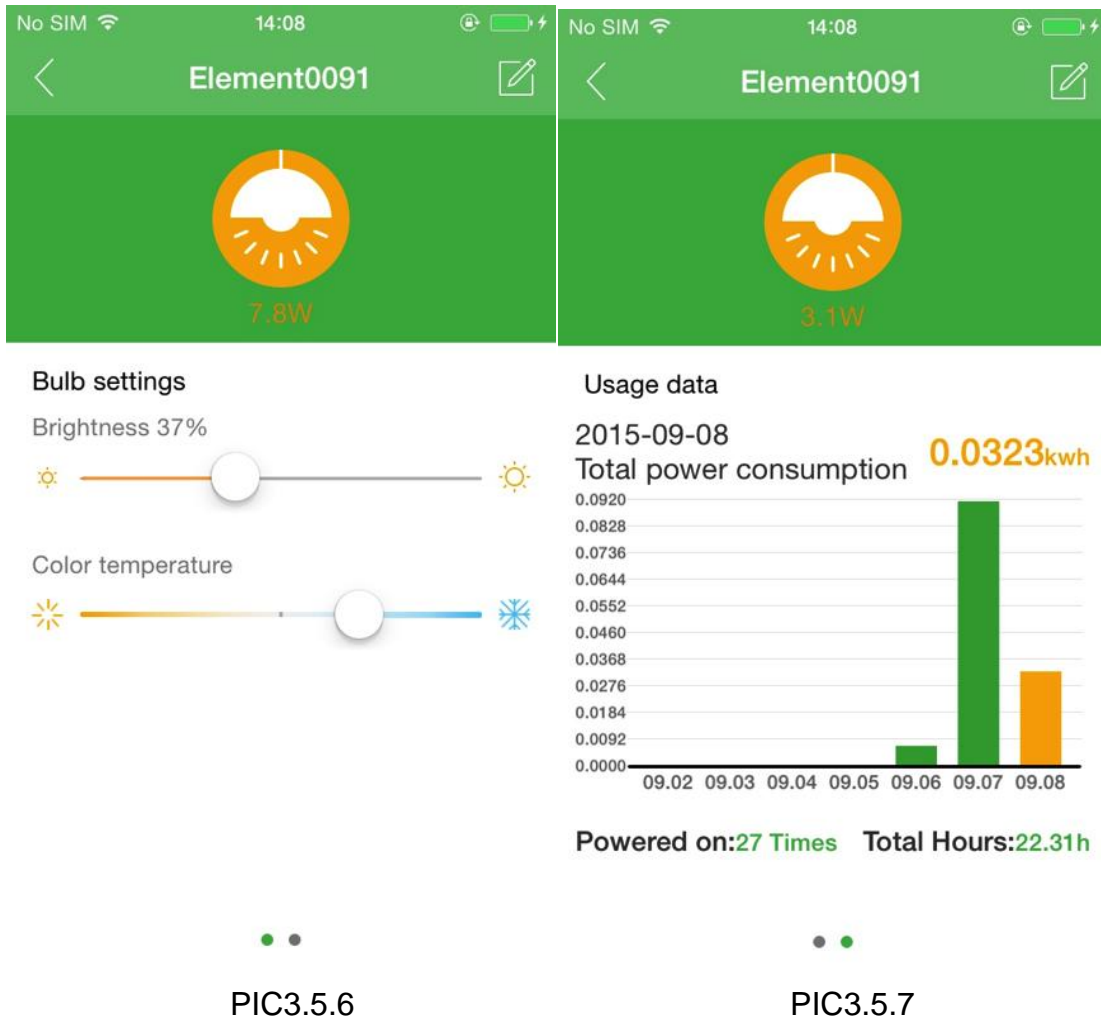 No SIM 14:08
Element0091
7.8W
Bulb settings
Brightness 37%
Color temperature
PIC3.5.6
No SIM 14:08
Element0091
3.1W
Usage data
2015-09-08
Total power consumption 0.0323kwh
0.0920
0.0828
0.0736
0.0644
0.0552
0.0460
0.0368
0.0276
0.0184
0.0092
0.0000
09.02 09.03 09.04 09.05 09.06 09.07 09.08
Powered on:27 Times Total Hours:22.31h
PIC3.5.7